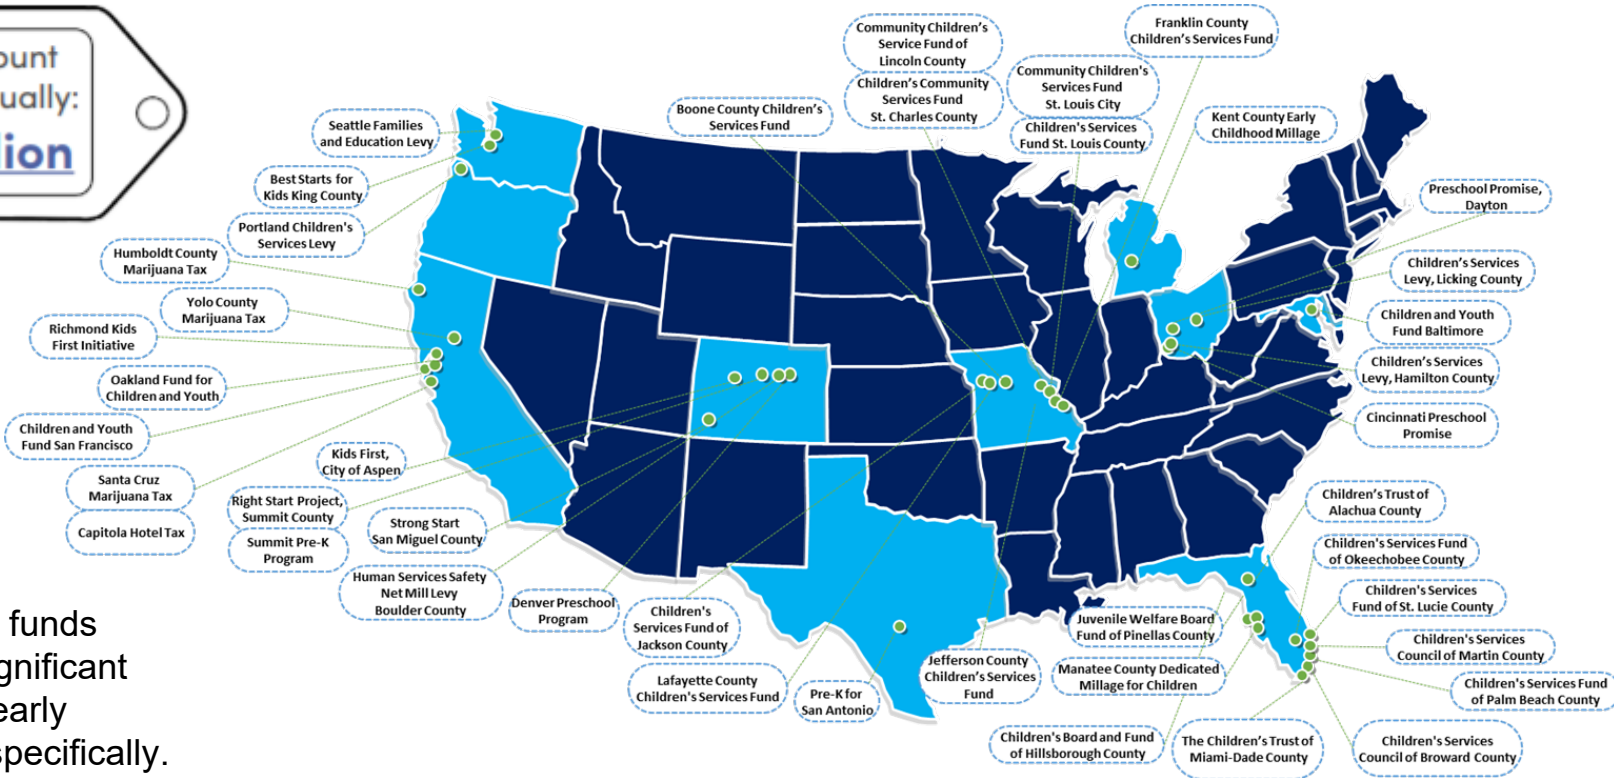 ount
ually:
lion
funds
gnificant
early
specifically.
Seattle Families
and Education Levy
Best Starts for
Kids King County
Portland Children's
Services Levy
Humboldt County
Marijuana Tax
Yolo County
Marijuana Tax
Richmond Kids
First Initiative
Oakland Fund for
Children and Youth
Children and Youth
Fund San Francisco
Santa Cruz
Marijuana Tax
Capitola Hotel Tax
Kids First,
City of Aspen
Right Start Project,
Summit County
Summit Pre-K
Program
Strong Start
San Miguel County
Human Services Safety
Net Mill Levy
Boulder County
Denver Preschool
Program
Children's
Services Fund of
Jackson County
Lafayette County
Children's Services Fund
Pre-K for
San Antonio
Jefferson County
Children's Services
Fund
Boone County Children's
Services Fund
Community Children's
Service Fund of
Lincoln County
Children's Community
Services Fund
St. Charles County
Community Children's
Services Fund
St. Louis City
Children's Services
Fund St. Louis County
Franklin County
Children's Services Fund
Kent County Early
Childhood Millage
Preschool Promise,
Dayton
Children's Services
Levy, Licking County
Children and Youth
Fund Baltimore
Children's Services
Levy, Hamilton County
Cincinnati Preschool
Promise
Children's Trust of
Alachua County
Children's Services Fund
of Okeechobee County
Children's Services
Fund of St. Lucie County
Children's Services
Council of Martin County
Children's Services Fund
of Palm Beach County
Children's Services
Council of Broward County
The Children's Trust of
Miami-Dade County
Children's Board and Fund
of Hillsborough County
Manatee County Dedicated
Millage for Children
Juvenile Welfare Board
Fund of Pinellas County